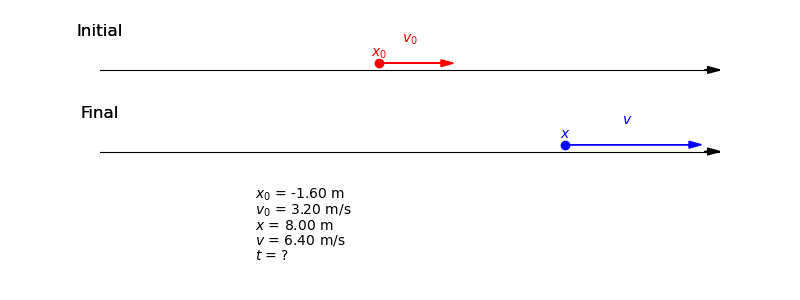 Initial
v₀
x₀
Final
v
x
x₀ = -1.60 m
v₀ = 3.20 m/s
x = 8.00 m
v = 6.40 m/s
t = ?